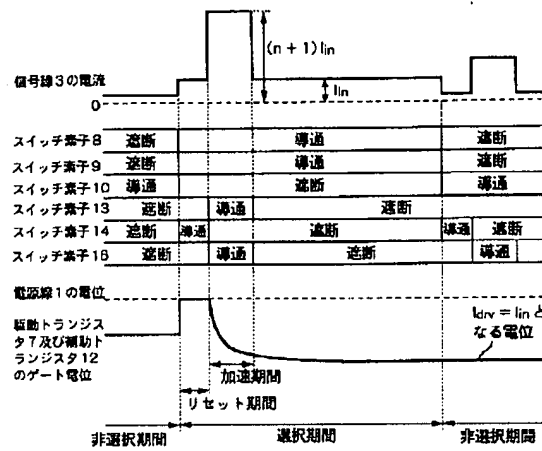 (n+1)Iin
Iin
信号線3の電流
0
スイッチ素子8 遮断 導通 遮断
スイッチ素子9 遮断 導通 遮断
スイッチ素子10 導通 遮断 導通
スイッチ素子13 遮断 導通 遮断
スイッチ素子14 遮断 導通 遮断 導通 遮断
スイッチ素子16 遮断 導通 遮断 導通
電源線1の電位
駆動トランジス
タ7及び補助ト
ランジスタ12
のゲート電位
Idrv=Iinと
なる電位
加速期間
リセット期間
非選択期間 選択期間 非選択期間